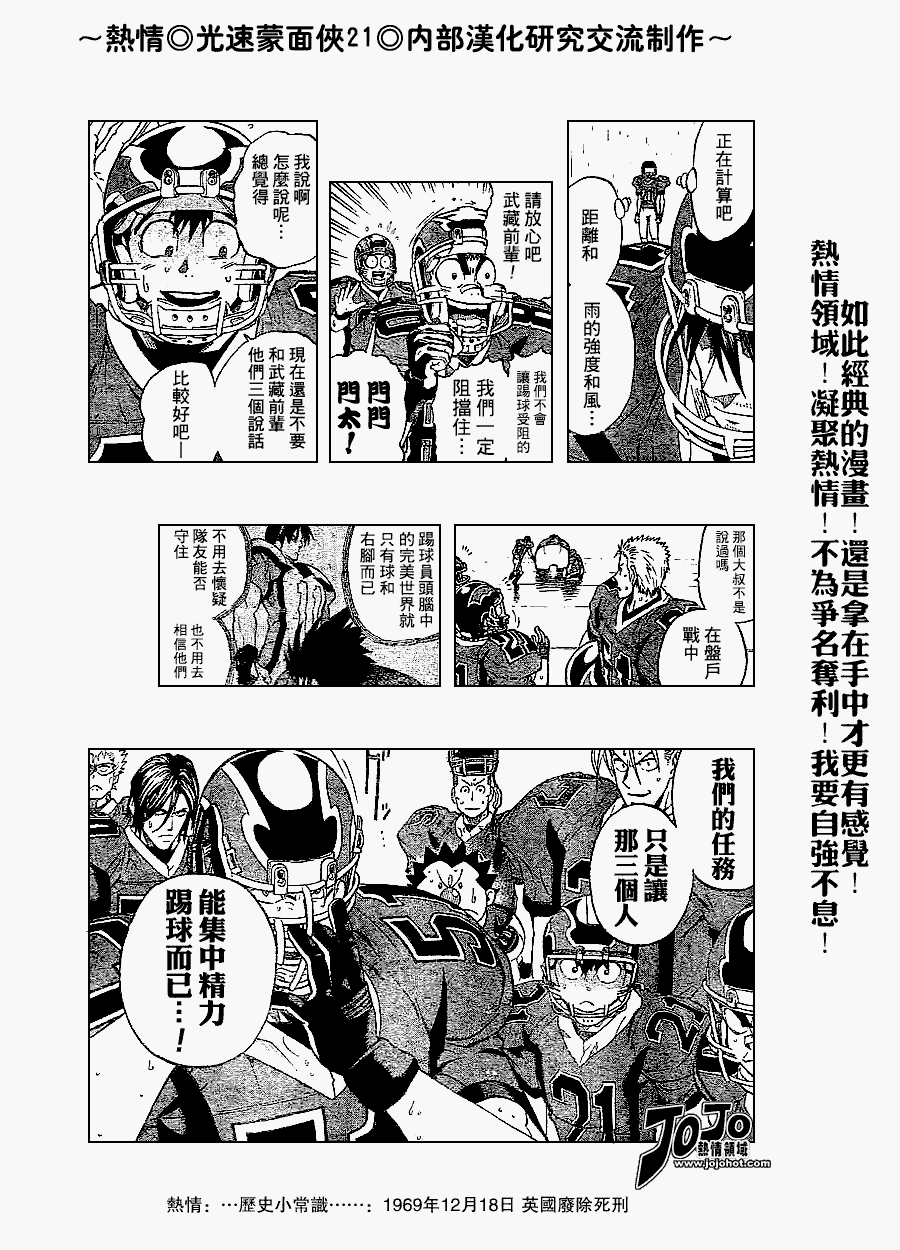 ～熱情◎光速蒙面俠21◎内部漢化研究交流制作～
正在計算吧
距離和
雨的強度和風…
請放心吧
武藏前輩！
我們不會
讓踢球受阻的
我們一定
阻擋住…
門門
門太！
我說啊
怎麼說呢
總覺得
…
現在還是不要
和武藏前輩
他們三個說話
比較好吧—
那個大叔不是
說過嗎
在盤戶
戰中
踢球員頭腦中
的完美世界就
只有球和
右腳而已
不用去懷疑
隊友能否
守住
也不用去
相信他們
我們的任務
只是讓
那三個人
能集中精力
踢球而已…！
如此經典的漫畫！還是拿在手中才更有感覺！
熱情領域！凝聚熱情！不為爭名奪利！我要自強不息！
JOJO
熱情領域
www.jojohot.com
熱情：…歷史小常識……：1969年12月18日 英國廢除死刑
21